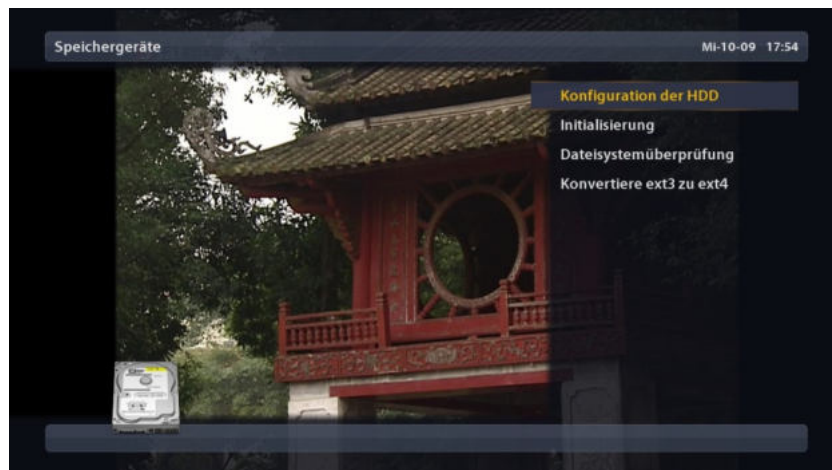 Speichergeräte
Mi-10-09 17:54
Konfiguration der HDD
Initialisierung
Dateisystemüberprüfung
Konvertiere ext3 zu ext4